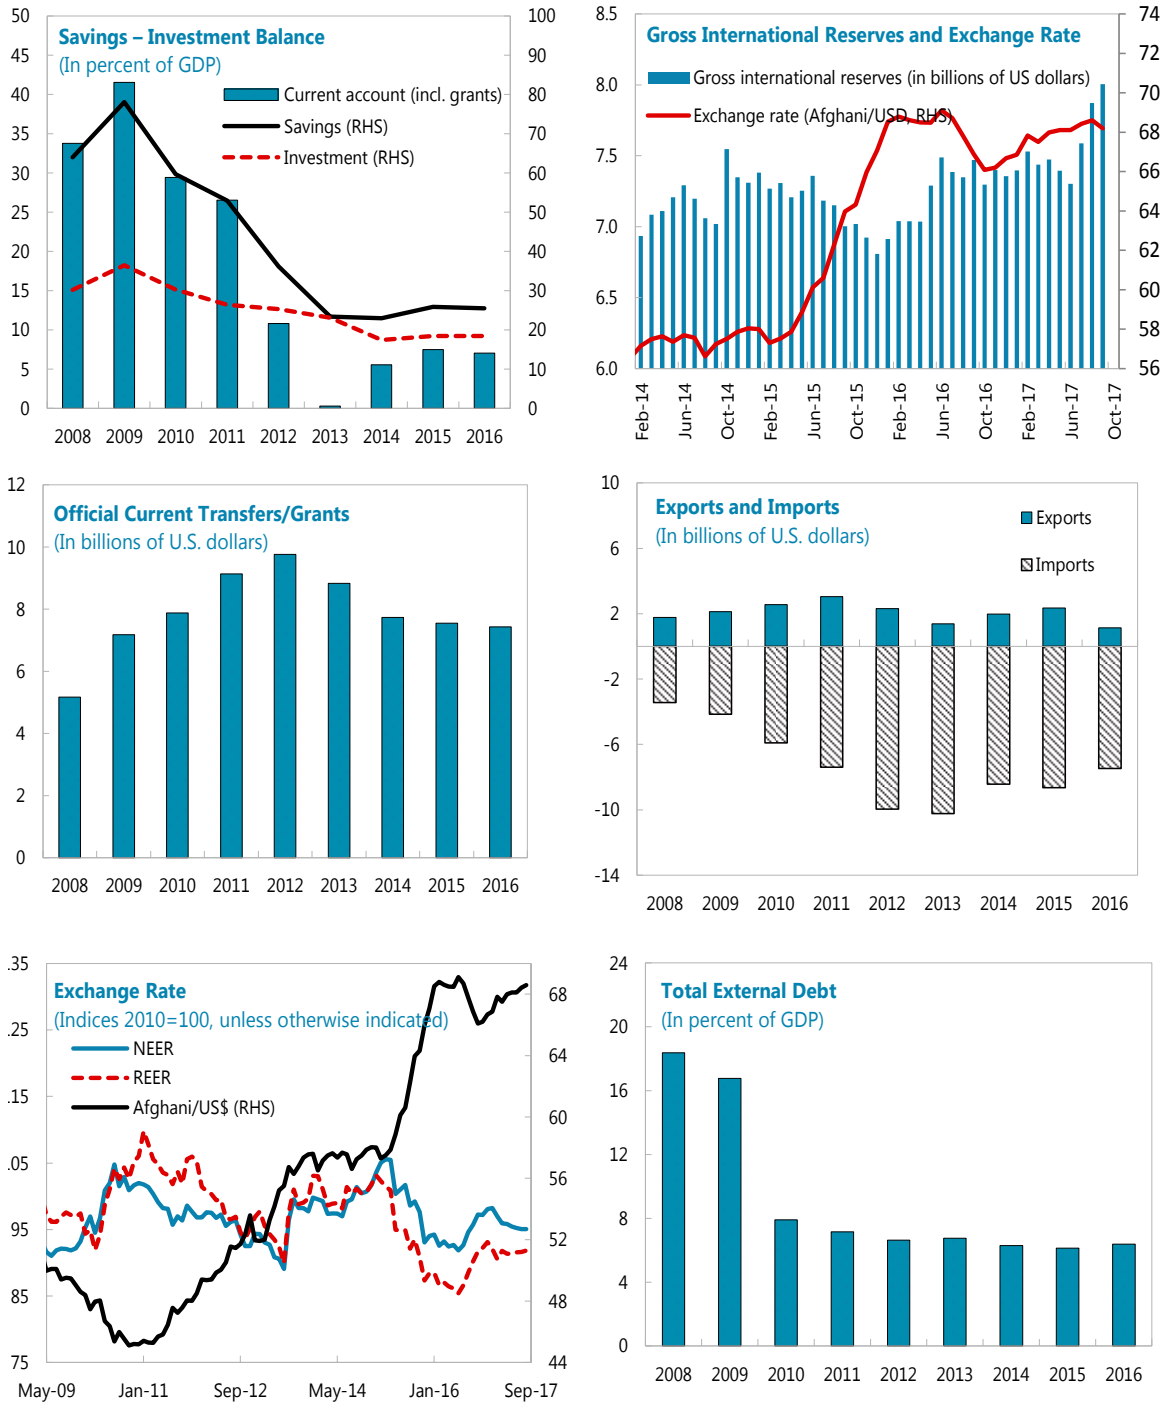 Savings – Investment Balance
(In percent of GDP)
Current account (incl. grants)
Savings (RHS)
Investment (RHS)
50
45
40
35
30
25
20
15
10
5
0
100
90
80
70
60
50
40
30
20
10
0
2008 2009 2010 2011 2012 2013 2014 2015 2016
Gross International Reserves and Exchange Rate
Gross international reserves (in billions of US dollars)
Exchange rate (Afghani/USD, RHS)
8.5
8.0
7.5
7.0
6.5
6.0
74
72
70
68
66
64
62
60
58
56
Feb-14 Jun-14 Oct-14 Feb-15 Jun-15 Oct-15 Feb-16 Jun-16 Oct-16 Feb-17 Jun-17 Oct-17
Official Current Transfers/Grants
(In billions of U.S. dollars)
12
10
8
6
4
2
0
2008 2009 2010 2011 2012 2013 2014 2015 2016
Exports and Imports
(In billions of U.S. dollars)
Exports
Imports
10
6
2
-2
-6
-10
-14
2008 2009 2010 2011 2012 2013 2014 2015 2016
Exchange Rate
(Indices 2010=100, unless otherwise indicated)
NEER
REER
Afghani/US$ (RHS)
.35
.25
.15
.05
95
85
75
68
64
60
56
52
48
44
May-09 Jan-11 Sep-12 May-14 Jan-16 Sep-17
Total External Debt
(In percent of GDP)
24
20
16
12
8
4
0
2008 2009 2010 2011 2012 2013 2014 2015 2016